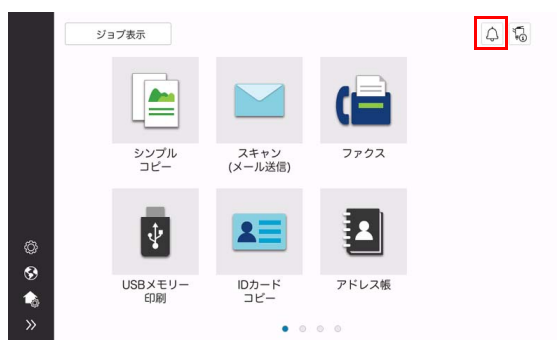 ジョブ表示
シンプル
コピー
スキャン
(メール送信)
ファクス
USBメモリー
印刷
IDカード
コピー
アドレス帳